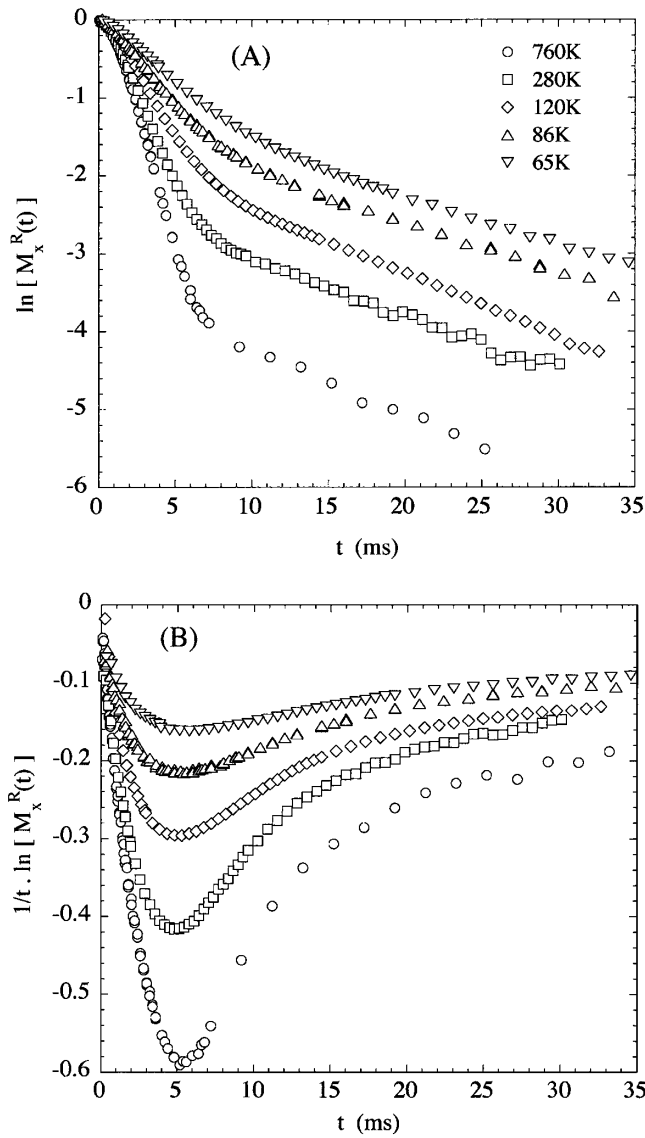 (A)
○ 760K
□ 280K
◇ 120K
△ 86K
▽ 65K
ln [ M_x^R(t) ]
0
-1
-2
-3
-4
-5
-6
0 5 10 15 20 25 30 35
t (ms)
(B)
1/t . ln [ M_x^R(t) ]
0
-0.1
-0.2
-0.3
-0.4
-0.5
-0.6
0 5 10 15 20 25 30 35
t (ms)